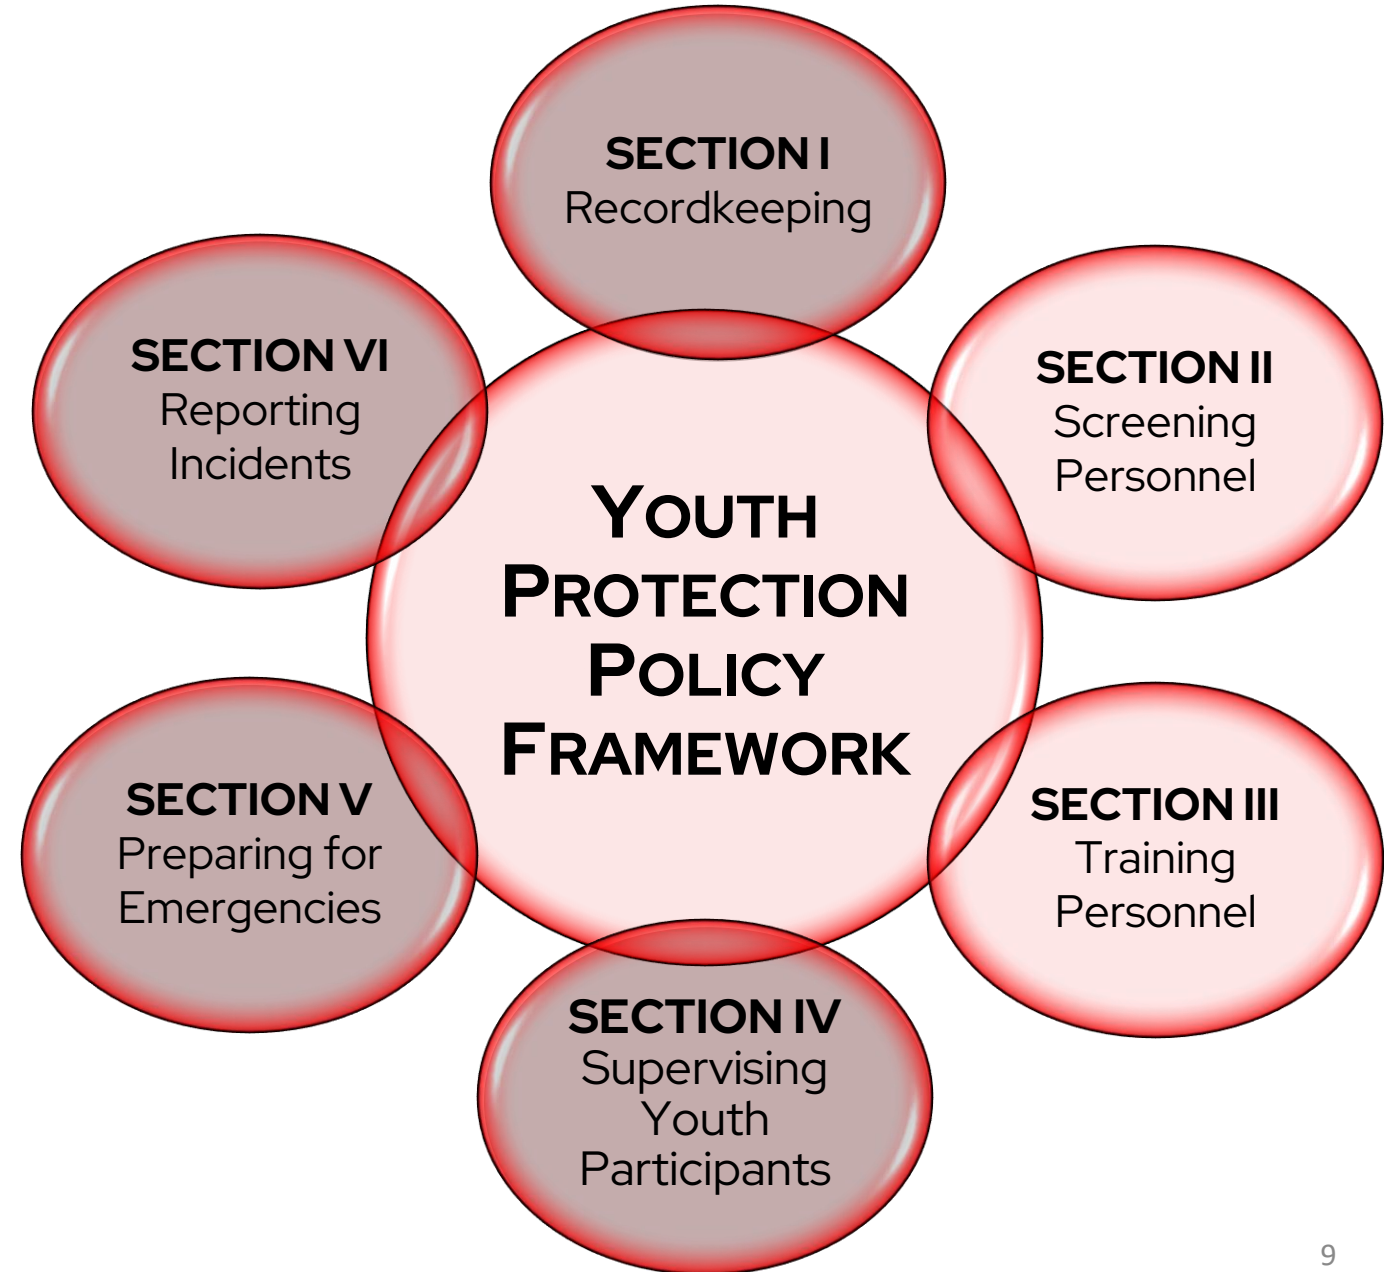 SECTION I
Recordkeeping
SECTION II
Screening
Personnel
SECTION III
Training
Personnel
SECTION IV
Supervising
Youth
Participants
SECTION V
Preparing for
Emergencies
SECTION VI
Reporting
Incidents
YOUTH
PROTECTION
POLICY
FRAMEWORK
9